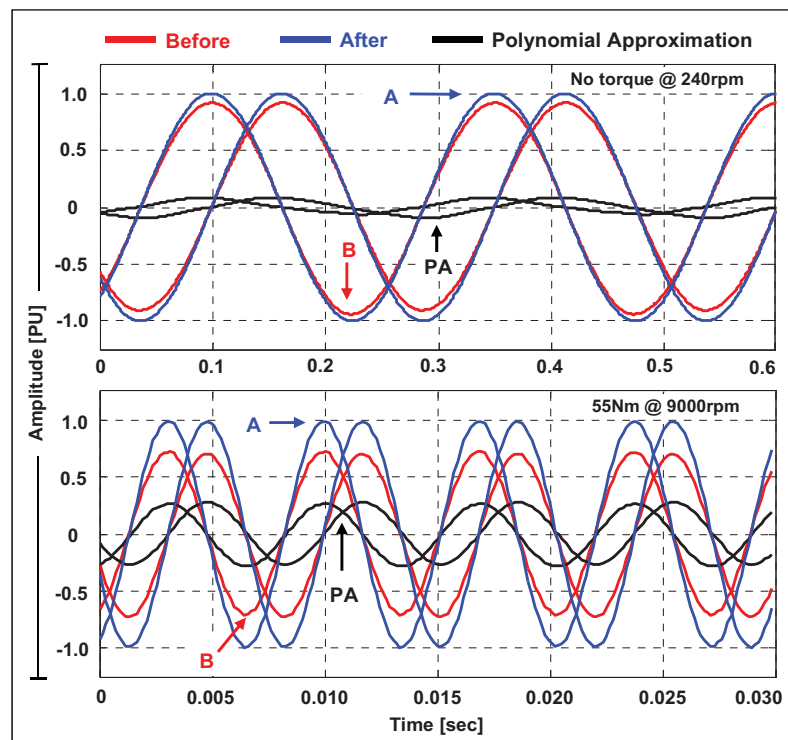 Before After Polynomial Approximation
No torque @ 240rpm
A
1.0
0.5
0
-0.5
-1.0
B
PA
0 0.1 0.2 0.3 0.4 0.5 0.6
Amplitude [PU]
55Nm @ 9000rpm
A
1.0
0.5
0
-0.5
-1.0
PA
B
0 0.005 0.010 0.015 0.020 0.025 0.030
Time [sec]